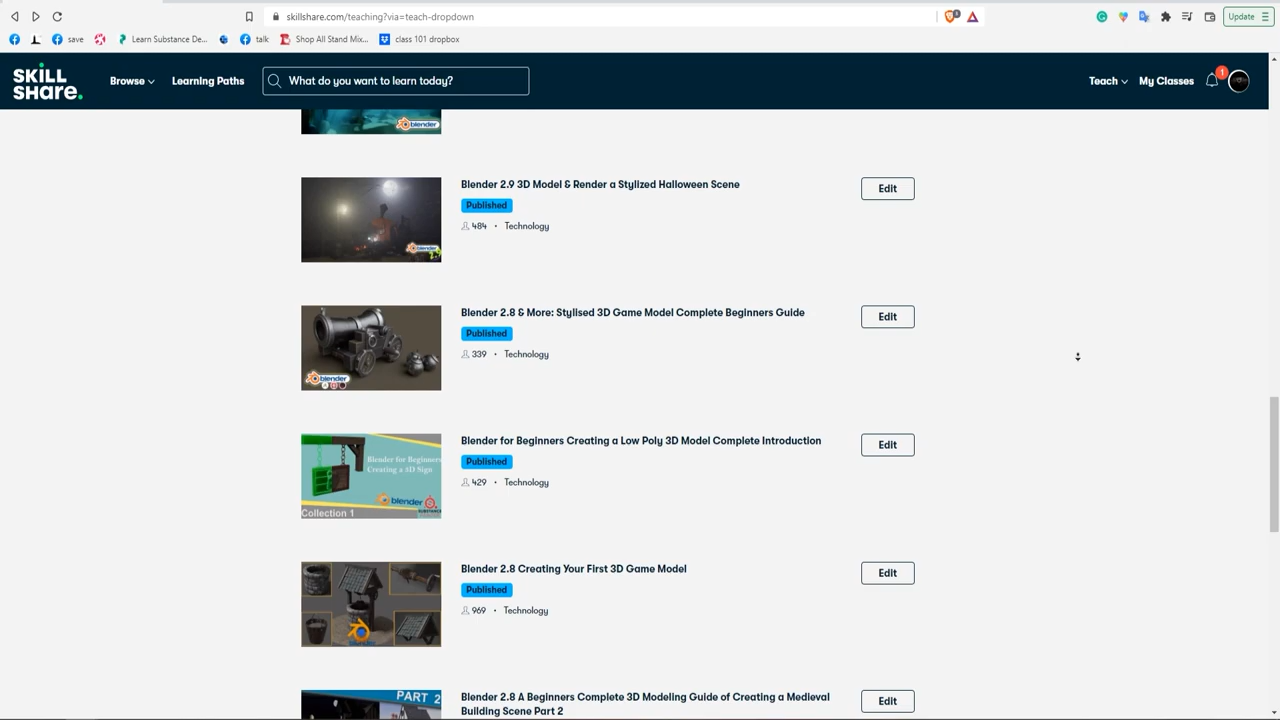 skillshare.com/teaching?via=teach-dropdown
Update
save
Learn Substance De...
talk
Shop All Stand Mix...
class 101 dropbox
SKILL
SHARE.
Browse
Learning Paths
What do you want to learn today?
Teach
My Classes
1
blender
Blender 2.9 3D Model & Render a Stylized Halloween Scene
Edit
Published
484 • Technology
blender
Blender 2.8 & More: Stylised 3D Game Model Complete Beginners Guide
Edit
Published
339 • Technology
blender
Blender for Beginners Creating a Low Poly 3D Model Complete Introduction
Edit
Published
429 • Technology
Blender for Beginners
Creating a 3D Sign
blender
Collection 1
Blender 2.8 Creating Your First 3D Game Model
Edit
Published
969 • Technology
PART 2
Blender 2.8 A Beginners Complete 3D Modeling Guide of Creating a Medieval
Building Scene Part 2
Edit